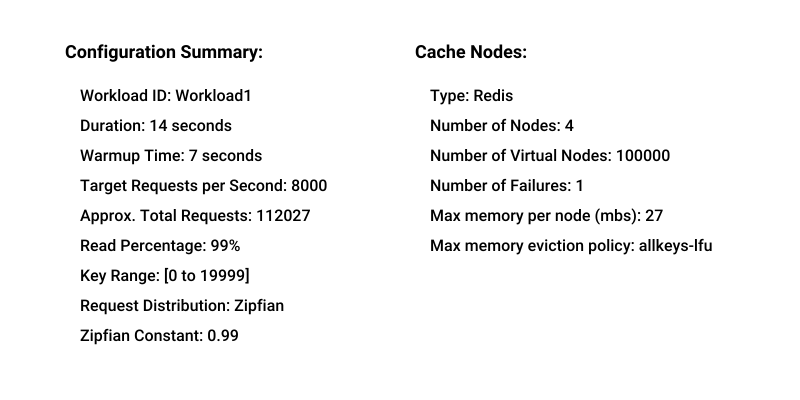 Configuration Summary:
Workload ID: Workload1
Duration: 14 seconds
Warmup Time: 7 seconds
Target Requests per Second: 8000
Approx. Total Requests: 112027
Read Percentage: 99%
Key Range: [0 to 19999]
Request Distribution: Zipfian
Zipfian Constant: 0.99
Cache Nodes:
Type: Redis
Number of Nodes: 4
Number of Virtual Nodes: 100000
Number of Failures: 1
Max memory per node (mbs): 27
Max memory eviction policy: allkeys-lfu